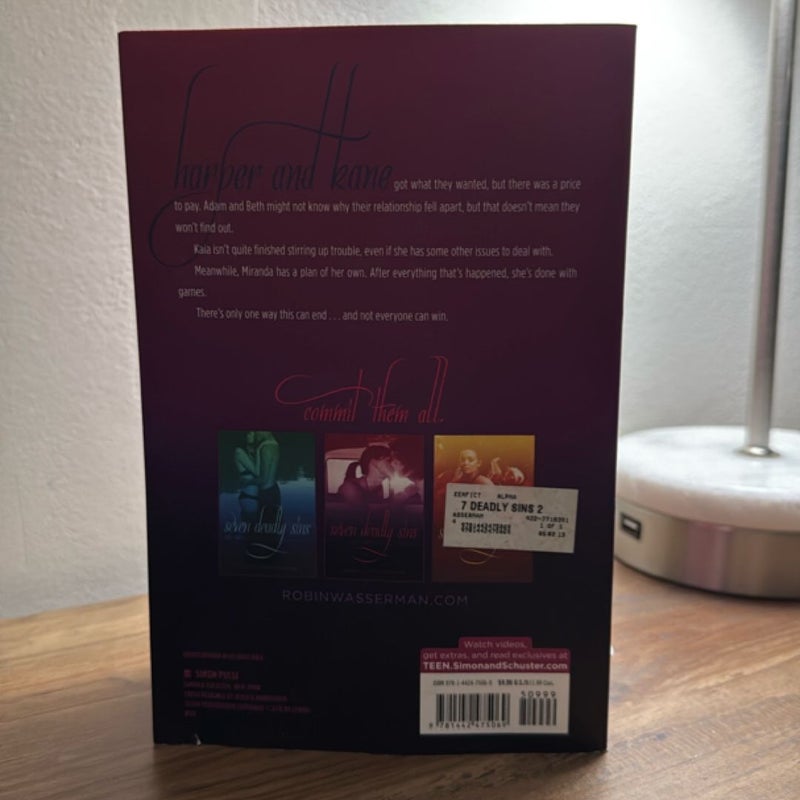 harper and kane got what they wanted, but there was a price
to pay. Adam and Beth might not know why their relationship fell apart, but that doesn't mean they
won't find out.
Kaia isn't quite finished stirring up trouble, even if she has some other issues to deal with.
Meanwhile, Miranda has a plan of her own. After everything that's happened, she's done with
games.
There's only one way this can end . . . and not everyone can win.
commit them all.
seven deadly sins
seven deadly sins
ALPHA
7 DEADLY SINS 2
ASSERMAN
1 OF 1
ROBINWASSERMAN.COM
SIMON PULSE
Watch videos,
get extras, and read exclusives at
TEEN.SimonandSchuster.com
50999